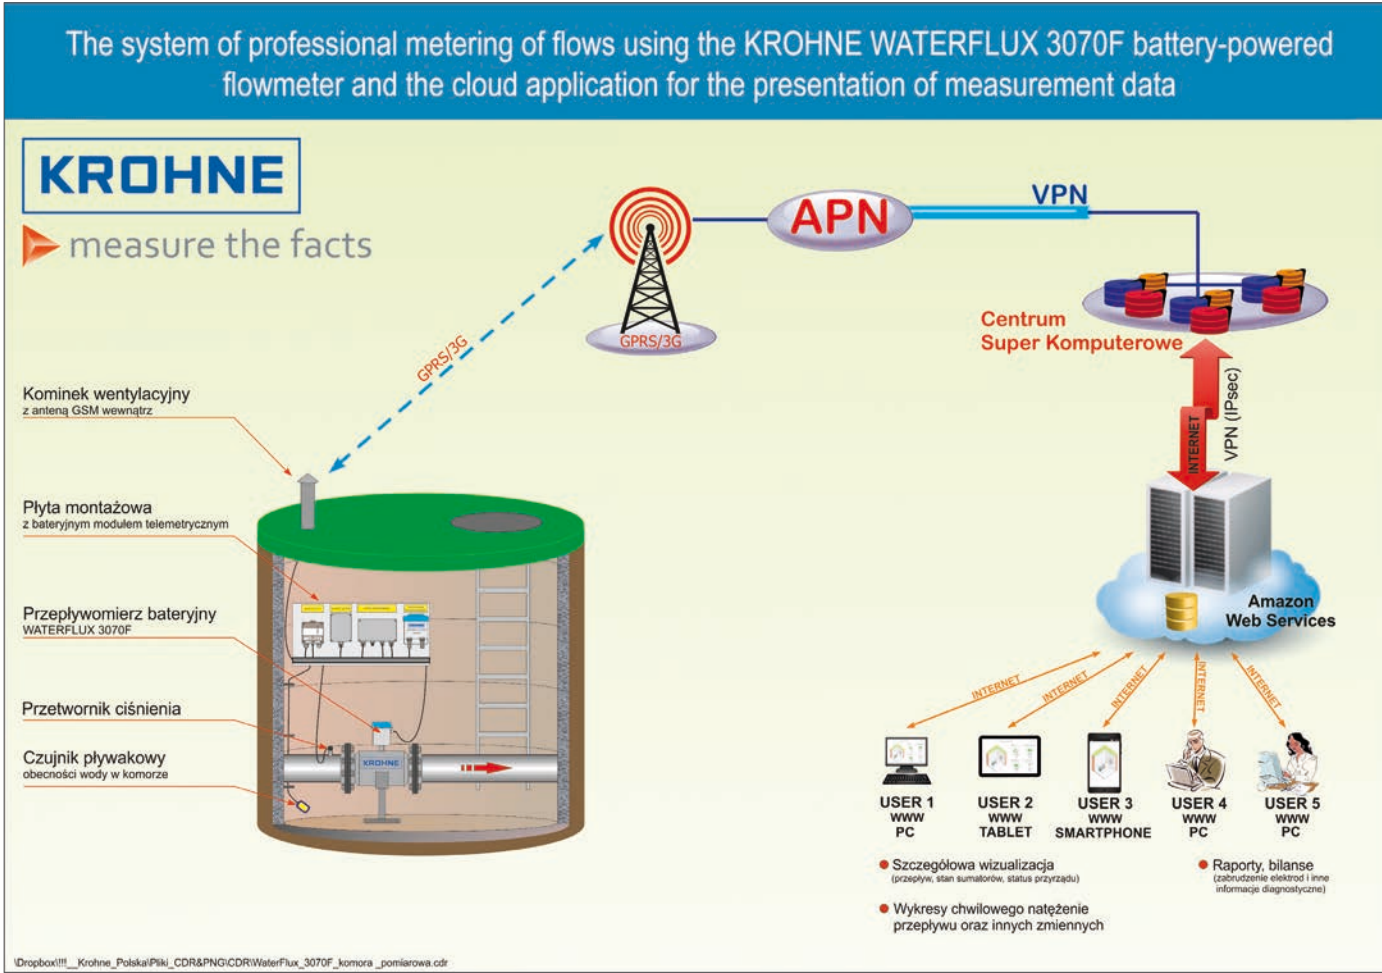 The system of professional metering of flows using the KROHNE WATERFLUX 3070F battery-powered
flowmeter and the cloud application for the presentation of measurement data
KROHNE
measure the facts
GPRS/3G
GPRS/3G
APN
VPN
Centrum
Super Komputerowe
INTERNET
VPN (IPsec)
Amazon
Web Services
Kominek wentylacyjny
z anteną GSM wewnątrz
Płyta montażowa
z bateryjnym modułem telemetrycznym
Przepływomierz bateryjny
WATERFLUX 3070F
Przetwornik ciśnienia
Czujnik pływakowy
obecności wody w komorze
KROHNE
KROHNE
INTERNET
INTERNET
INTERNET
INTERNET
INTERNET
USER 1
WWW
PC
USER 2
WWW
TABLET
USER 3
WWW
SMARTPHONE
USER 4
WWW
PC
USER 5
WWW
PC
Szczegółowa wizualizacja
(przepływ, stan sumatorów, status przyrządu)
Wykresy chwilowego natężenie
przepływu oraz innych zmiennych
Raporty, bilanse
(zabrudzenie elektrod i inne
informacje diagnostyczne)
\Dropbox\!!!__Krohne_Polska\Pliki_CDR&PNG\CDR\WaterFlux_3070F_komora _pomiarowa.cdr